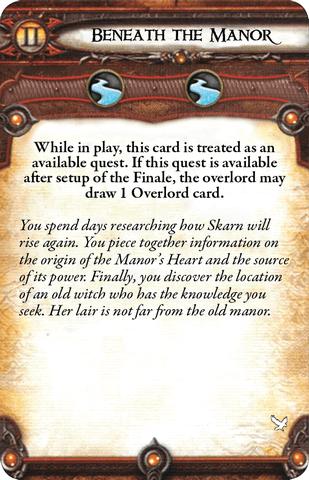 II
BENEATH THE MANOR
While in play, this card is treated as an
available quest. If this quest is available
after setup of the Finale, the overlord may
draw 1 Overlord card.
You spend days researching how Skarn will
rise again. You piece together information on
the origin of the Manor's Heart and the source
of its power. Finally, you discover the location
of an old witch who has the knowledge you
seek. Her lair is not far from the old manor.